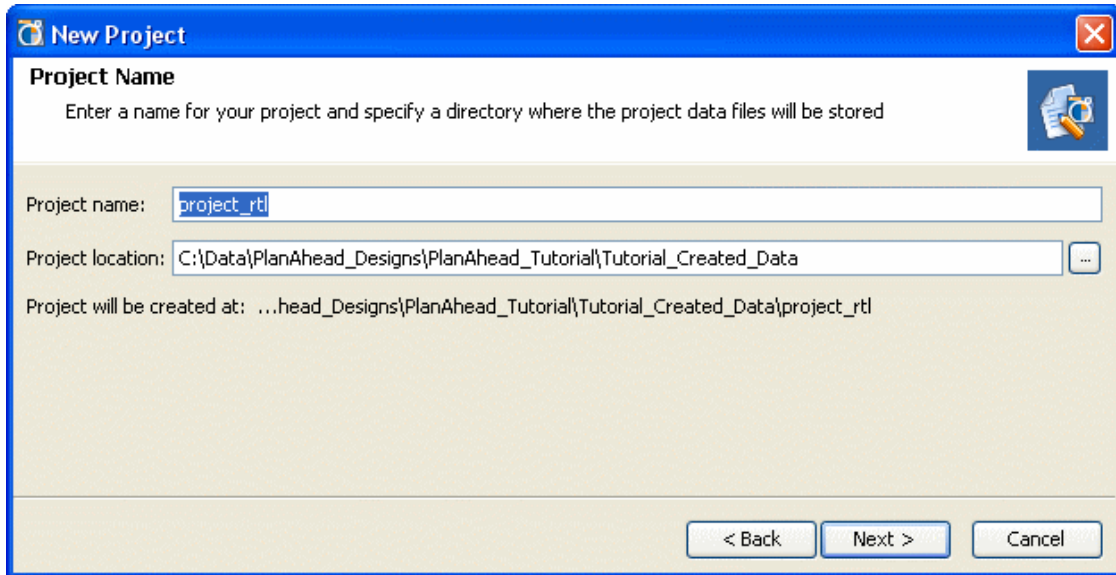 New Project
Project Name
Enter a name for your project and specify a directory where the project data files will be stored
Project name: project_rtl
Project location: C:\Data\PlanAhead_Designs\PlanAhead_Tutorial\Tutorial_Created_Data ...
Project will be created at: ...head_Designs\PlanAhead_Tutorial\Tutorial_Created_Data\project_rtl
< Back Next > Cancel